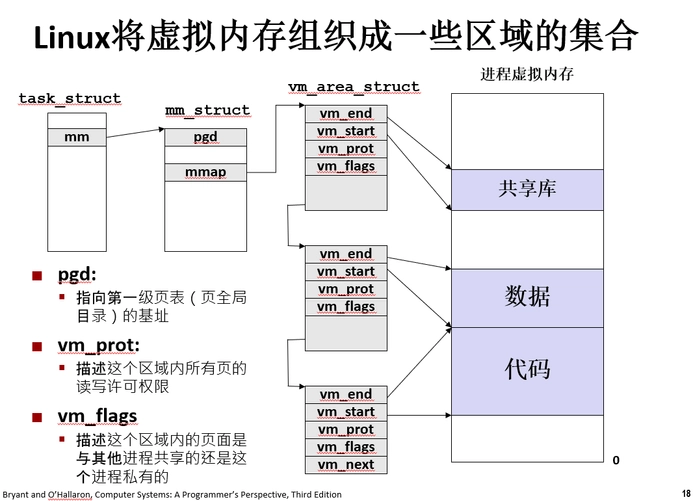 Linux将虚拟内存组织成一些区域的集合
task_struct
mm
mm_struct
pgd
mmap
vm_area_struct
vm_end
vm_start
vm_prot
vm_flags
vm_end
vm_start
vm_prot
vm_flags
vm_end
vm_start
vm_prot
vm_flags
vm_next
进程虚拟内存
共享库
数据
代码
0
pgd:
指向第一级页表（页全局
目录）的基址
vm_prot:
描述这个区域内所有页的
读写许可权限
vm_flags
描述这个区域内的页面是
与其他进程共享的还是这
个进程私有的
Bryant and O'Hallaron, Computer Systems: A Programmer's Perspective, Third Edition
18